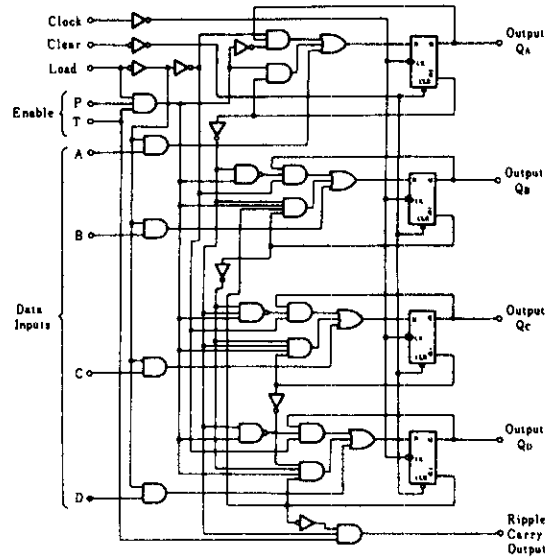 Clock
Clear
Load
Enable
P
T
A
B
Data
Inputs
C
D
Output
QA
Output
QB
Output
QC
Output
QD
Ripple
Carry
Output